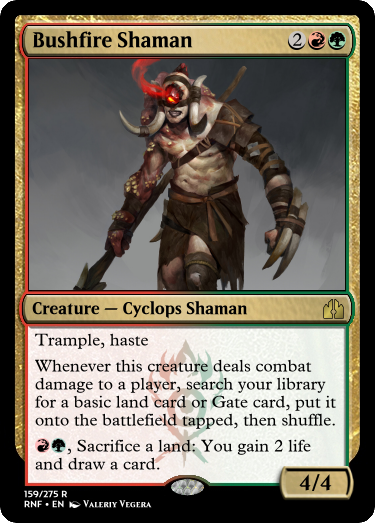 Bushfire Shaman 2
Creature — Cyclops Shaman
Trample, haste
Whenever this creature deals combat
damage to a player, search your library
for a basic land card or Gate card, put it
onto the battlefield tapped, then shuffle.
, Sacrifice a land: You gain 2 life
and draw a card.
4/4
159/275 R
RNF • EN Valeriy Vegera